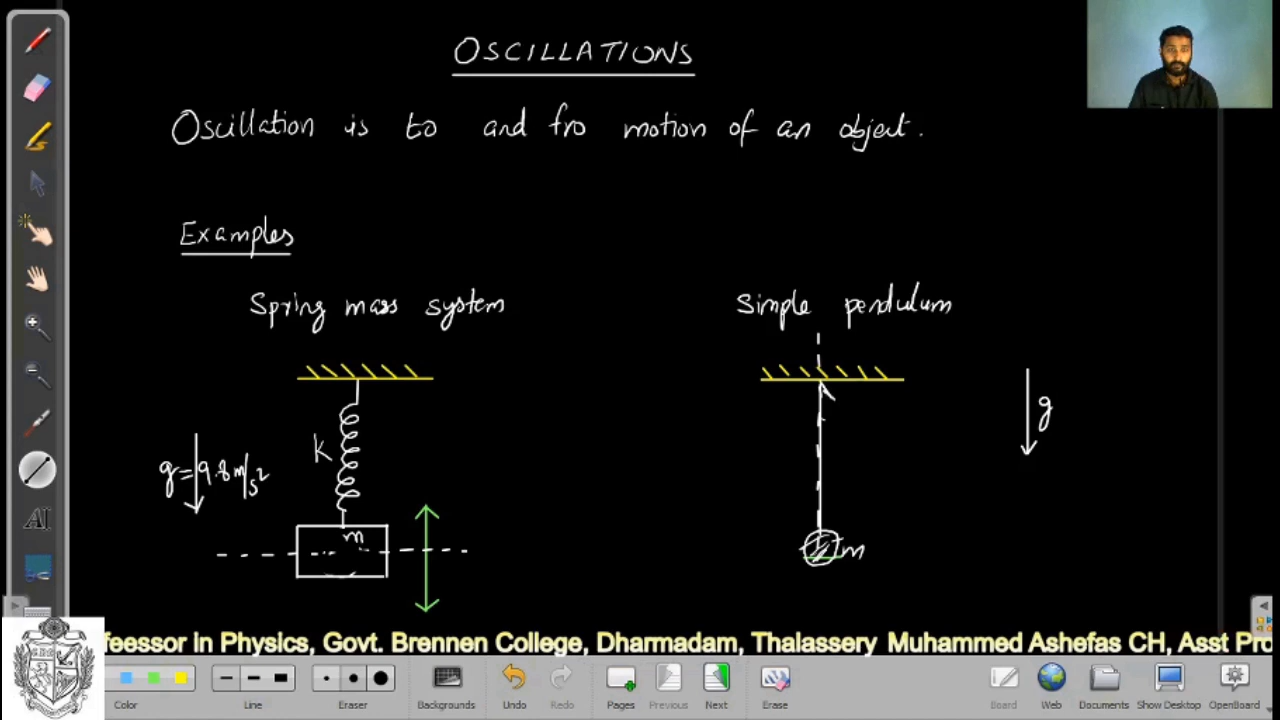 OSCILLATIONS
Oscillation is to and fro motion of an object.
Examples
Spring mass system
Simple pendulum
k
g
g=9.8m/s2
m
m
feessor in Physics, Govt. Brennen College, Dharmadam, Thalassery Muhammed Ashefas CH, Asst Pro
Color Line Eraser Backgrounds Undo Redo Pages Previous Next Erase Board Web Documents Show Desktop OpenBoard